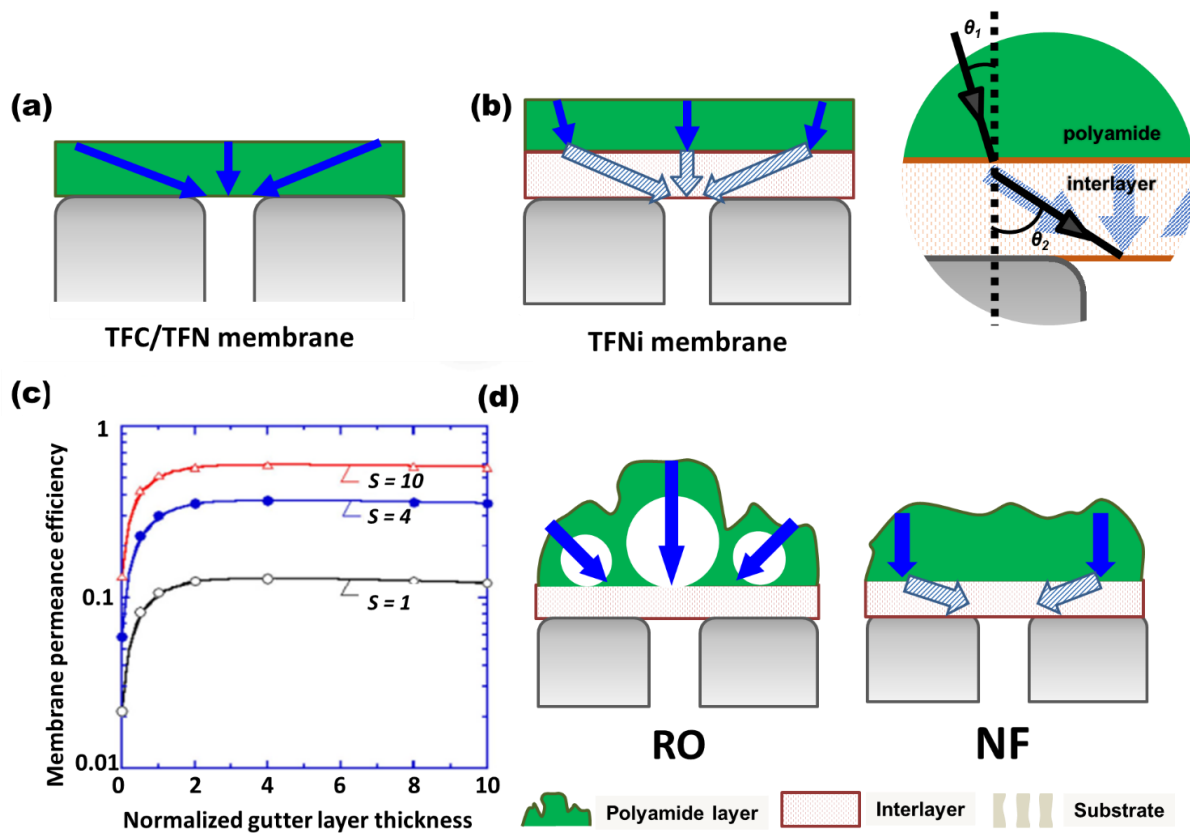 (a)
TFC/TFN membrane
(b)
TFNi membrane
θ1
polyamide
interlayer
θ2
(c)
Membrane permeance efficiency
1
0.1
0.01
S = 10
S = 4
S = 1
0 2 4 6 8 10
Normalized gutter layer thickness
(d)
RO
NF
Polyamide layer
Interlayer
Substrate